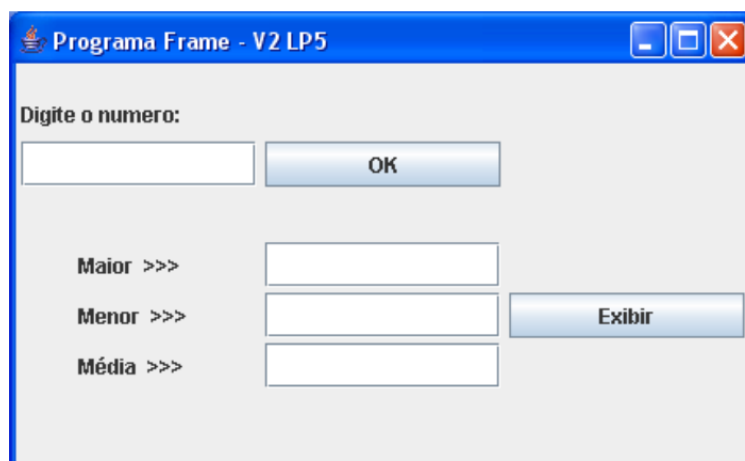 Programa Frame - V2 LP5
Digite o numero:
OK
Maior >>>
Menor >>> Exibir
Média >>>